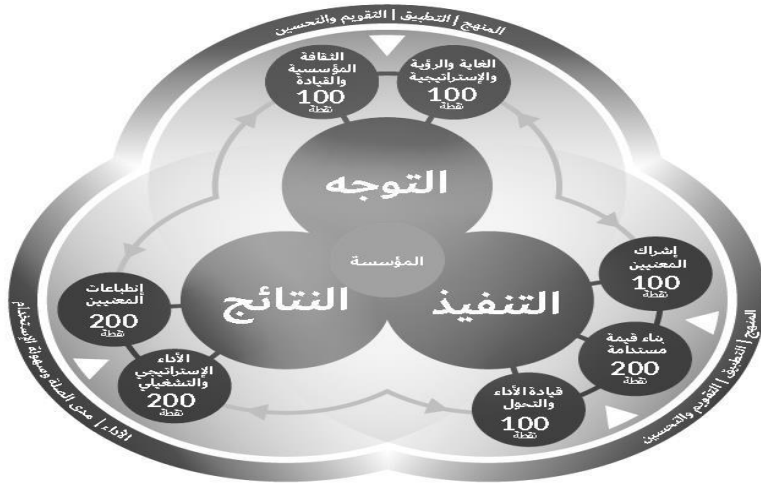 المنهج | التطبيق | التقويم والتحسين
الغاية والرؤية
والإستراتيجية
100
نقطة
الثقافة
المؤسسية
والقيادة
100
نقطة
التوجه
المؤسسة
التنفيذ
النتائج
إشراك
المعنيين
100
نقطة
بناء قيمة
مستدامة
200
نقطة
قيادة الأداء
والتحول
100
نقطة
المنهج | التطبيق | التقويم والتحسين
إنطباعات
المعنيين
200
نقطة
الأداء
الإستراتيجي
والتشغيلي
200
نقطة
الأداء | مدى الصلة وسهولة الإستخدام